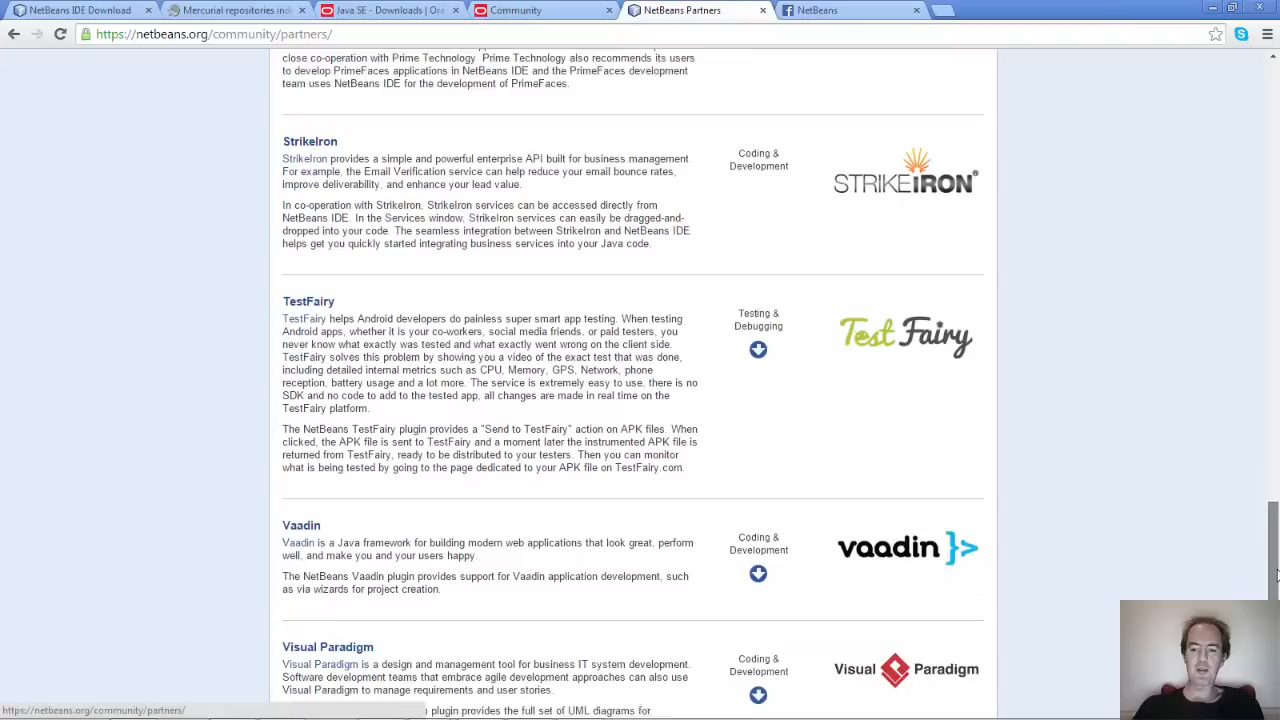 NetBeans IDE Download
Mercurial repositories inde
Java SE - Downloads | Ora
Community
NetBeans Partners
NetBeans
https://netbeans.org/community/partners/
close co-operation with Prime Technology Prime Technology also recommends its users
to develop PrimeFaces applications in NetBeans IDE and the PrimeFaces development
team uses NetBeans IDE for the development of PrimeFaces.
StrikeIron
StrikeIron provides a simple and powerful enterprise API built for business management.
For example, the Email Verification service can help reduce your email bounce rates,
improve deliverability, and enhance your lead value.
In co-operation with StrikeIron, StrikeIron services can be accessed directly from
NetBeans IDE. In the Services window, StrikeIron services can easily be dragged-and-
dropped into your code. The seamless integration between StrikeIron and NetBeans IDE
helps get you quickly started integrating business services into your Java code.
Coding &
Development
STRIKEIRON®
TestFairy
TestFairy helps Android developers do painless super smart app testing. When testing
Android apps, whether it is your co-workers, social media friends, or paid testers, you
never know what exactly was tested and what exactly went wrong on the client side.
TestFairy solves this problem by showing you a video of the exact test that was done,
including detailed internal metrics such as CPU, Memory, GPS, Network, phone
reception, battery usage and a lot more. The service is extremely easy to use, there is no
SDK and no code to add to the tested app, all changes are made in real time on the
TestFairy platform.
The NetBeans TestFairy plugin provides a "Send to TestFairy" action on APK files. When
clicked, the APK file is sent to TestFairy and a moment later the instrumented APK file is
returned from TestFairy, ready to be distributed to your testers. Then you can monitor
what is being tested by going to the page dedicated to your APK file on TestFairy.com.
Testing &
Debugging
Test Fairy
Vaadin
Vaadin is a Java framework for building modern web applications that look great, perform
well, and make you and your users happy.
The NetBeans Vaadin plugin provides support for Vaadin application development, such
as via wizards for project creation.
Coding &
Development
vaadin }>
Visual Paradigm
Visual Paradigm is a design and management tool for business IT system development.
Software development teams that embrace agile development approaches can also use
Visual Paradigm to manage requirements and user stories.
plugin provides the full set of UML diagrams for
Coding &
Development
Visual Paradigm
https://netbeans.org/community/partners/